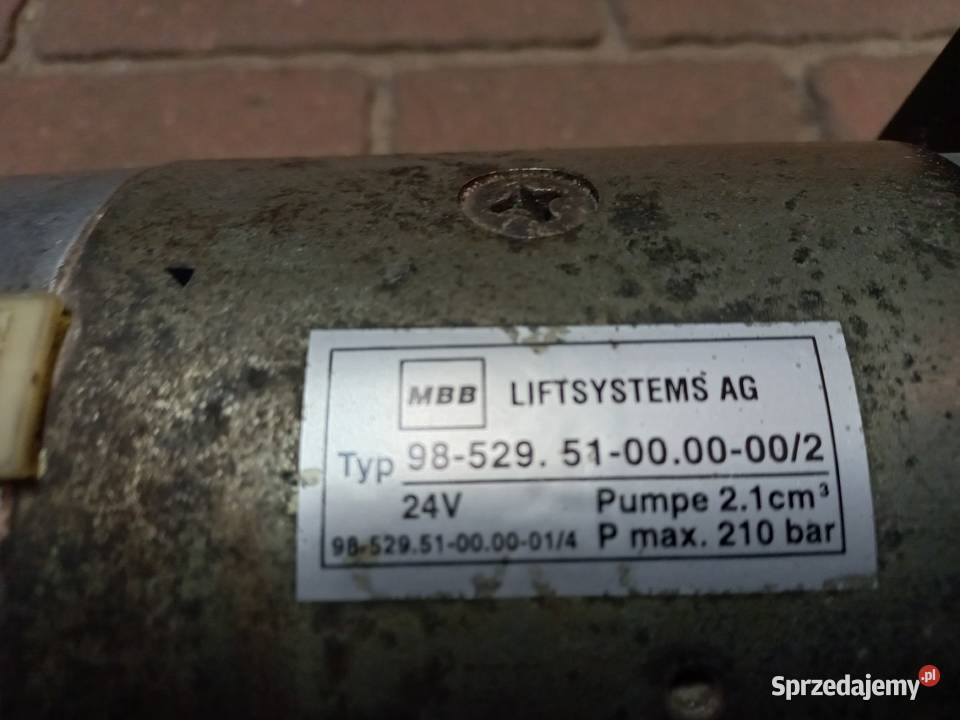 MBB LIFTSYSTEMS AG
Typ 98-529. 51-00.00-00/2
24V Pumpe 2.1cm³
98-529.51-00.00-01/4 P max. 210 bar
Sprzedajemy.pl